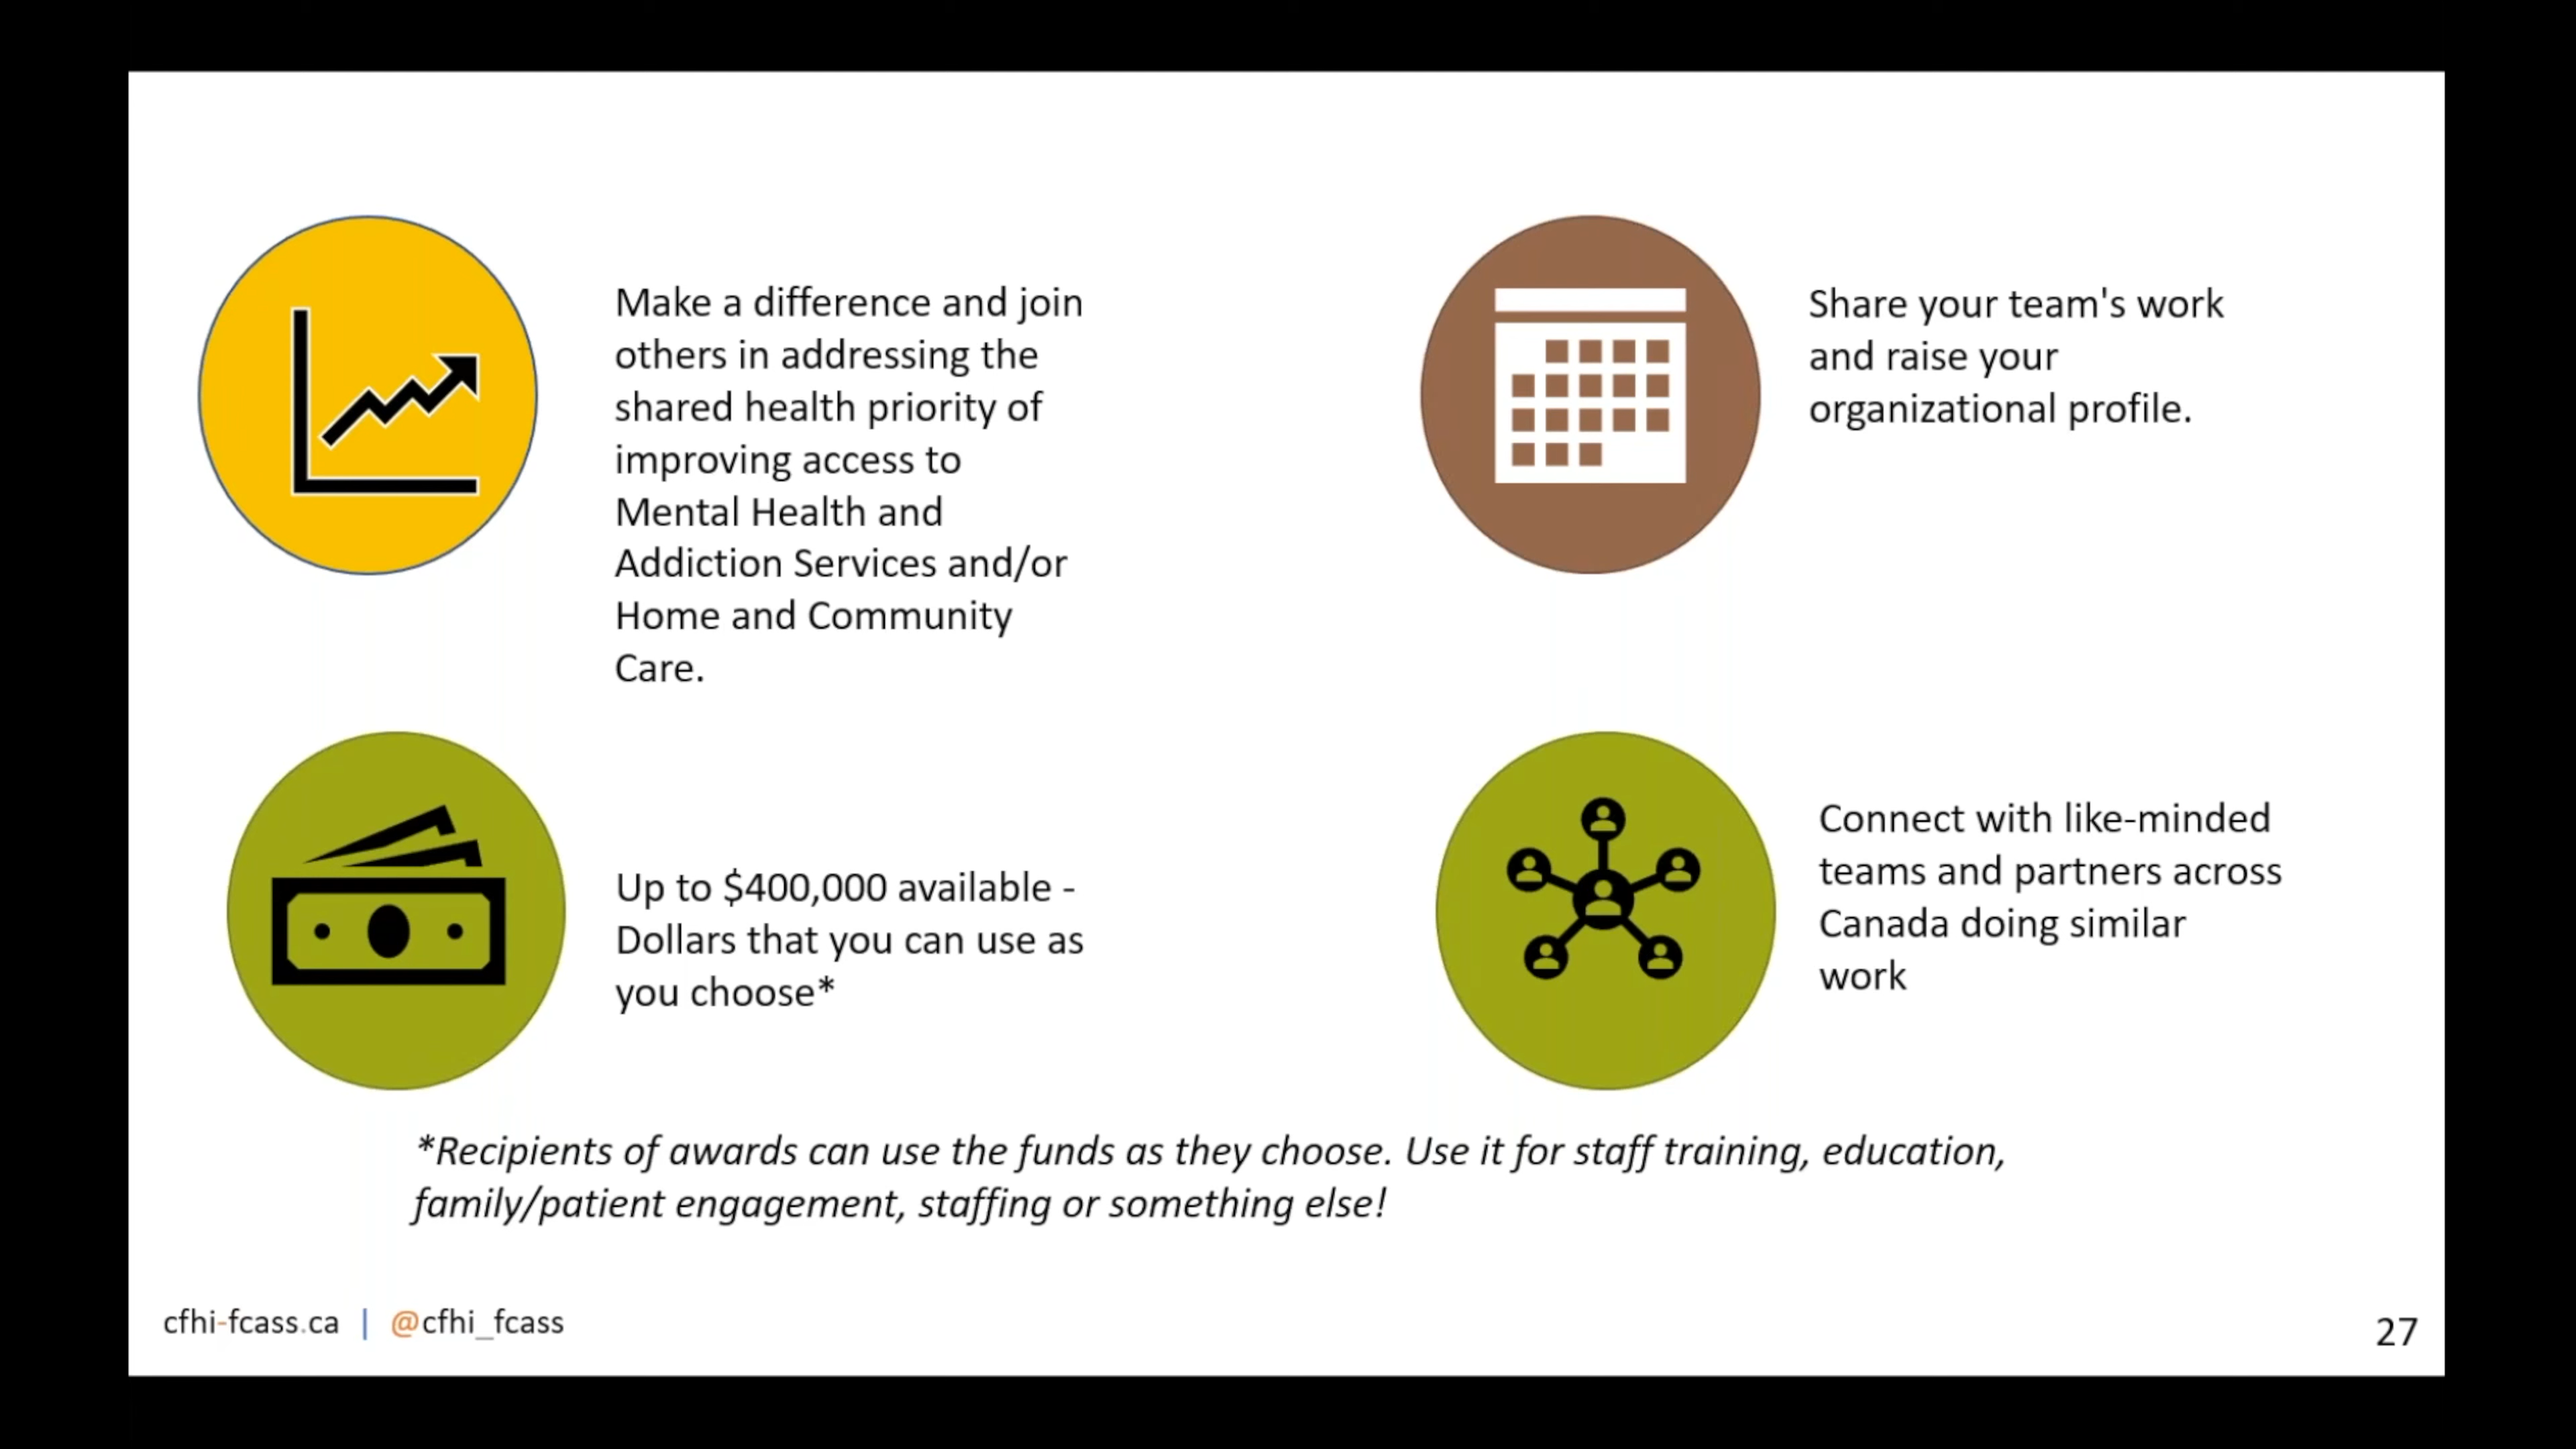 Make a difference and join
others in addressing the
shared health priority of
improving access to
Mental Health and
Addiction Services and/or
Home and Community
Care.
Share your team's work
and raise your
organizational profile.
Up to $400,000 available -
Dollars that you can use as
you choose*
Connect with like-minded
teams and partners across
Canada doing similar
work
*Recipients of awards can use the funds as they choose. Use it for staff training, education,
family/patient engagement, staffing or something else!
cfhi-fcass.ca | @cfhi_fcass
27